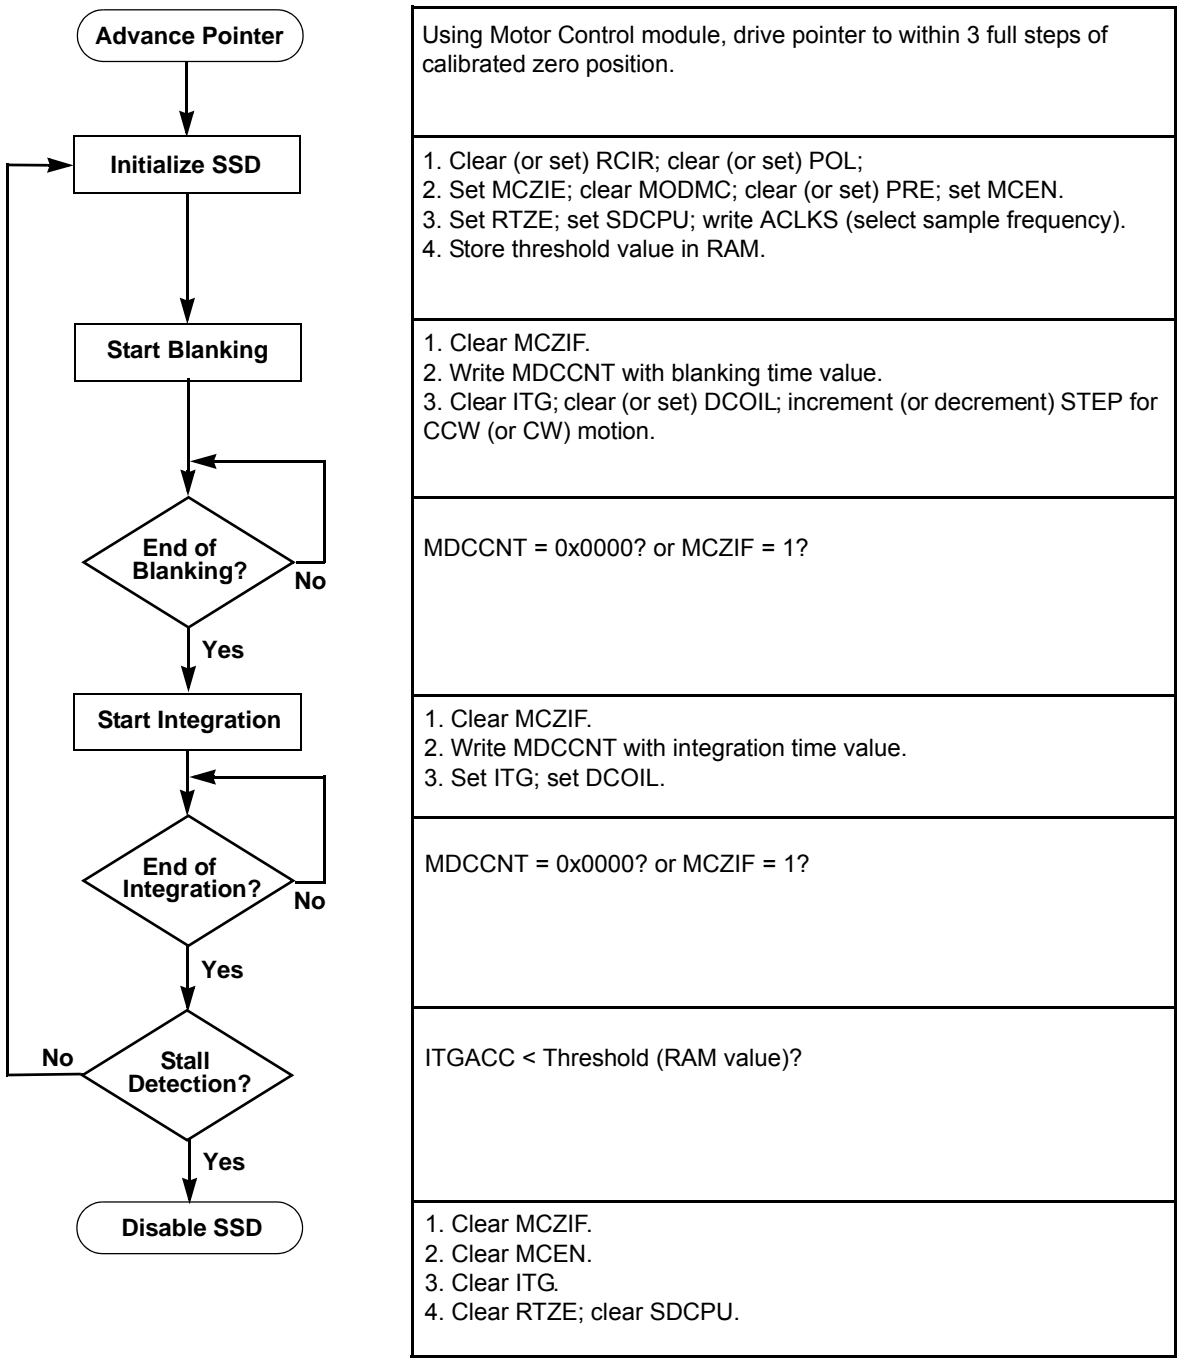 Advance Pointer
Using Motor Control module, drive pointer to within 3 full steps of
calibrated zero position.
Initialize SSD
1. Clear (or set) RCIR; clear (or set) POL;
2. Set MCZIE; clear MODMC; clear (or set) PRE; set MCEN.
3. Set RTZE; set SDCPU; write ACLKS (select sample frequency).
4. Store threshold value in RAM.
Start Blanking
1. Clear MCZIF.
2. Write MDCCNT with blanking time value.
3. Clear ITG; clear (or set) DCOIL; increment (or decrement) STEP for
CCW (or CW) motion.
End of
Blanking?
No
Yes
MDCCNT = 0x0000? or MCZIF = 1?
Start Integration
1. Clear MCZIF.
2. Write MDCCNT with integration time value.
3. Set ITG; set DCOIL.
End of
Integration?
No
Yes
MDCCNT = 0x0000? or MCZIF = 1?
No
Stall
Detection?
Yes
ITGACC < Threshold (RAM value)?
Disable SSD
1. Clear MCZIF.
2. Clear MCEN.
3. Clear ITG.
4. Clear RTZE; clear SDCPU.